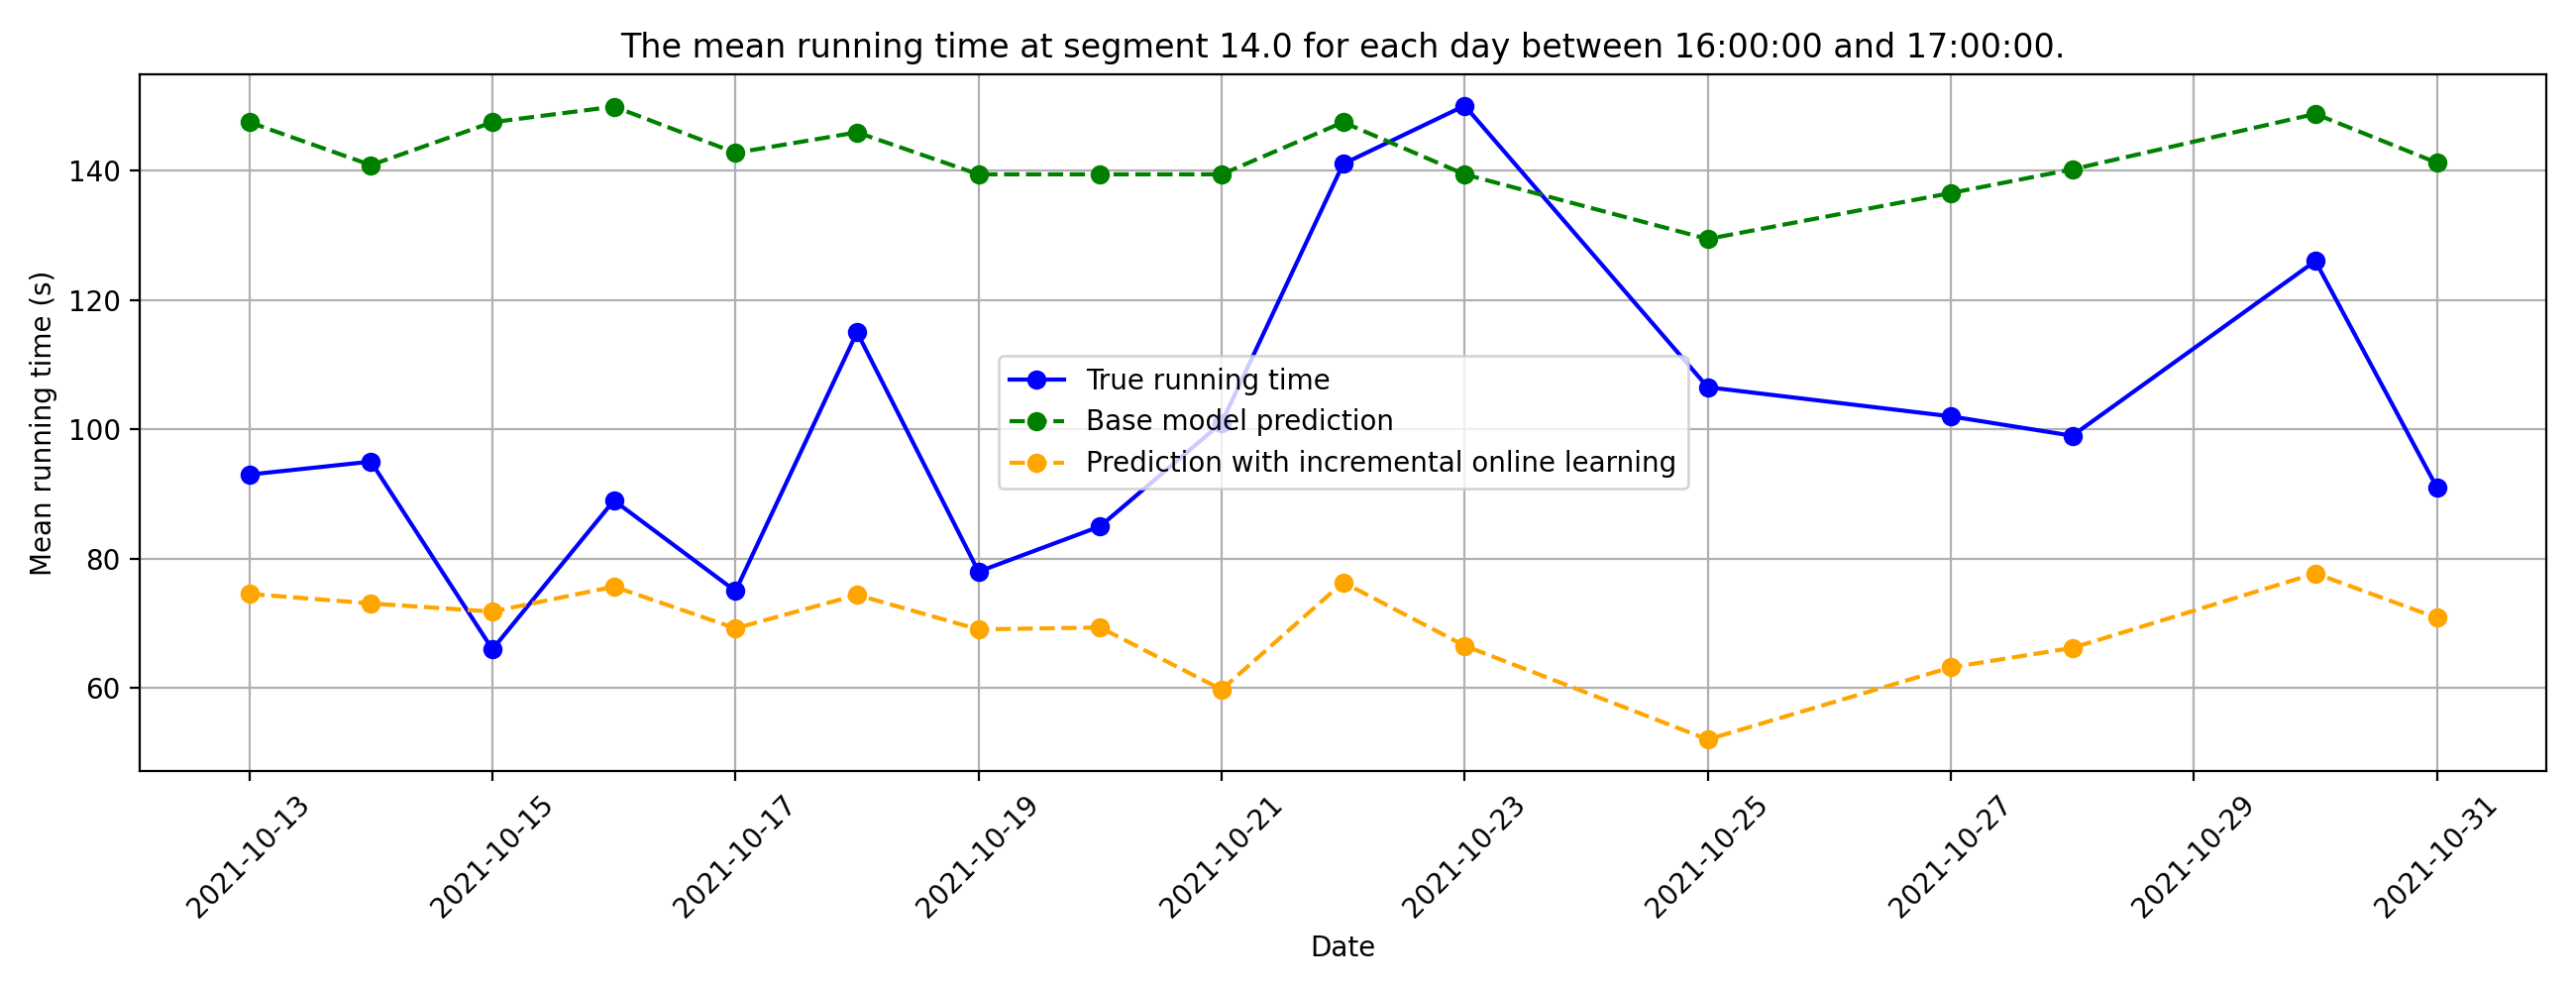 The mean running time at segment 14.0 for each day between 16:00:00 and 17:00:00.
Mean running time (s)
140
120
100
80
60
True running time
Base model prediction
Prediction with incremental online learning
2021-10-13
2021-10-15
2021-10-17
2021-10-19
2021-10-21
2021-10-23
2021-10-25
2021-10-27
2021-10-29
2021-10-31
Date